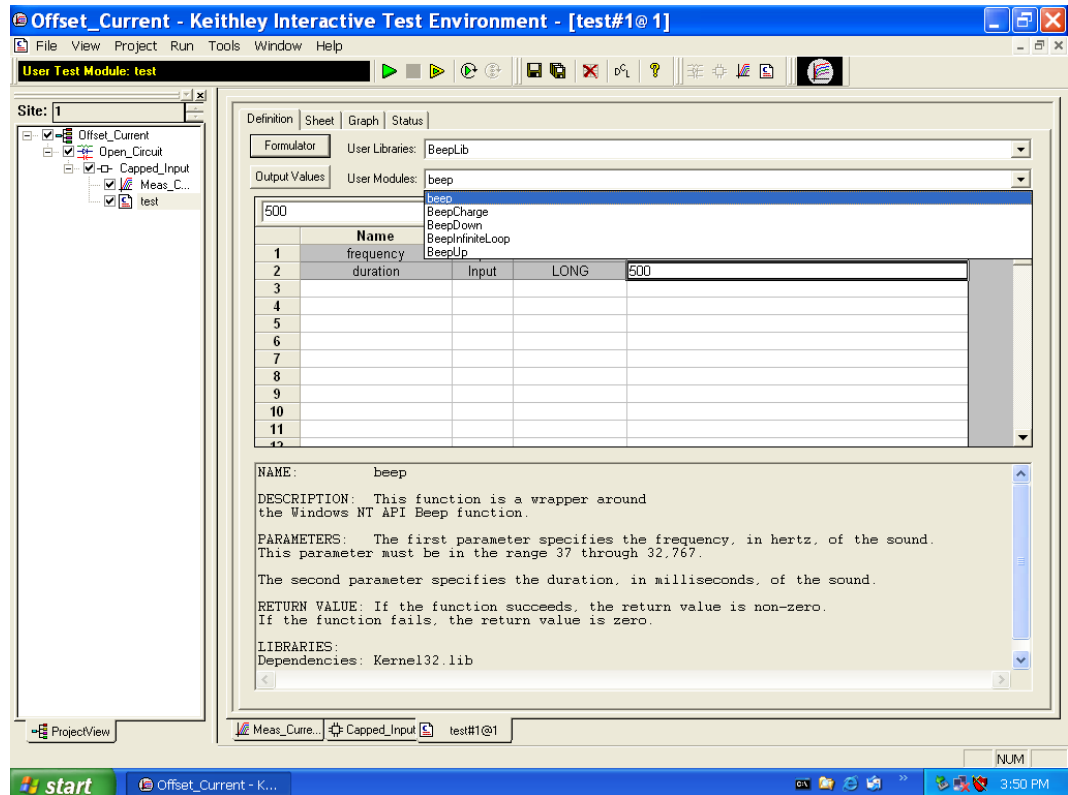 Offset_Current - Keithley Interactive Test Environment - [test#1@1]
File View Project Run Tools Window Help
User Test Module: test
Site: 1
Offset_Current
Open_Circuit
Capped_Input
Meas_C...
test
Definition Sheet Graph Status
Formulator User Libraries: BeepLib
Output Values User Modules: beep
beep
BeepCharge
BeepDown
BeepInfiniteLoop
BeepUp
500
Name
1 frequency
2 duration Input LONG 500
3
4
5
6
7
8
9
10
11
12
NAME: beep
DESCRIPTION: This function is a wrapper around
the Windows NT API Beep function.
PARAMETERS: The first parameter specifies the frequency, in hertz, of the sound.
This parameter must be in the range 37 through 32,767.
The second parameter specifies the duration, in milliseconds, of the sound.
RETURN VALUE: If the function succeeds, the return value is non-zero.
If the function fails, the return value is zero.
LIBRARIES:
Dependencies: Kernel32.lib
ProjectView
Meas_Curre... Capped_Input test#1@1
NUM
start Offset_Current - K... 3:50 PM